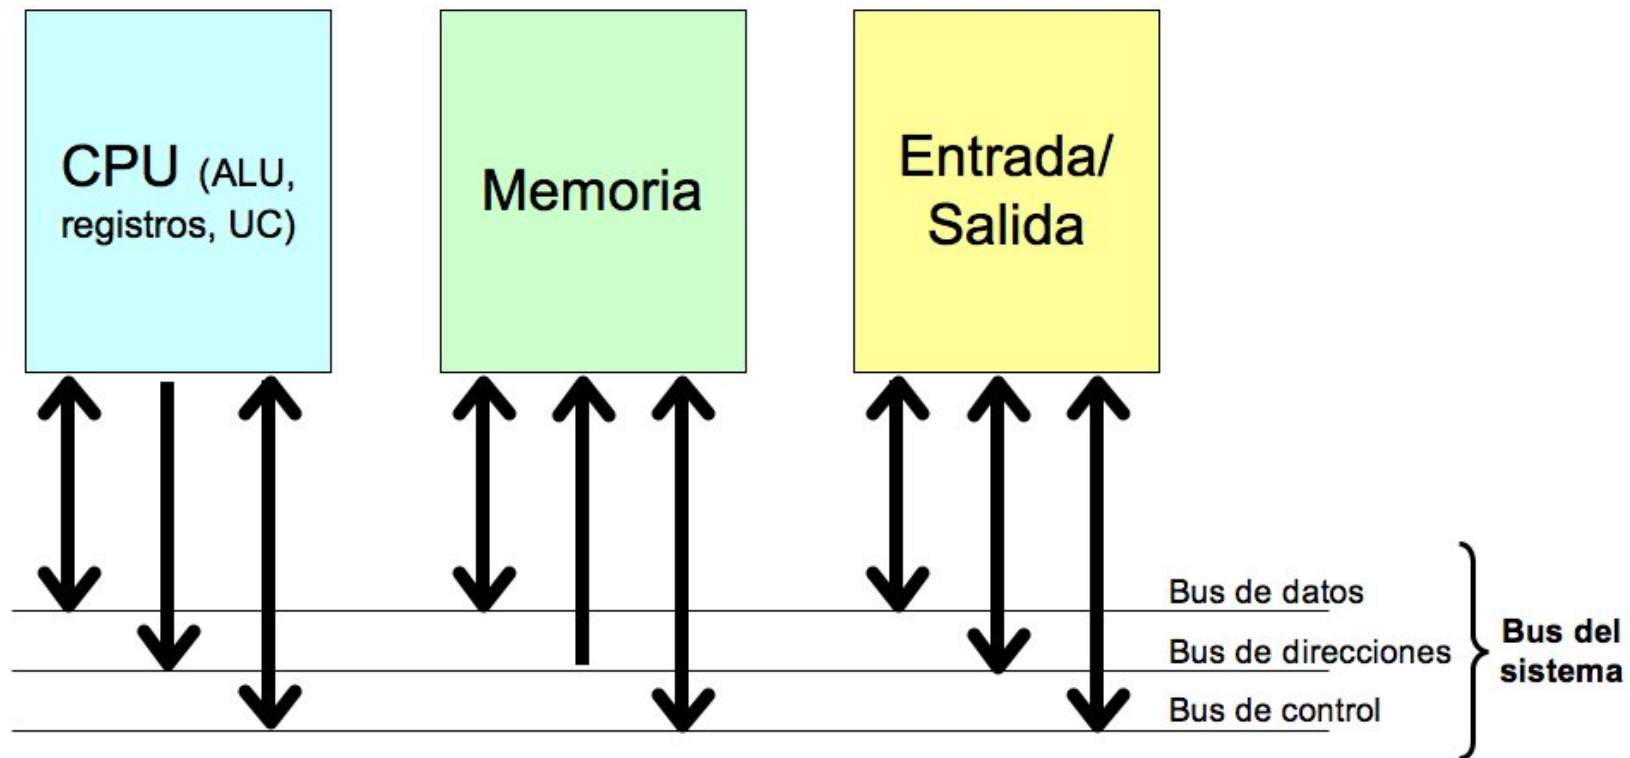 CPU (ALU,
registros, UC)
Memoria
Entrada/
Salida
Bus de datos
Bus de direcciones
Bus de control
Bus del
sistema